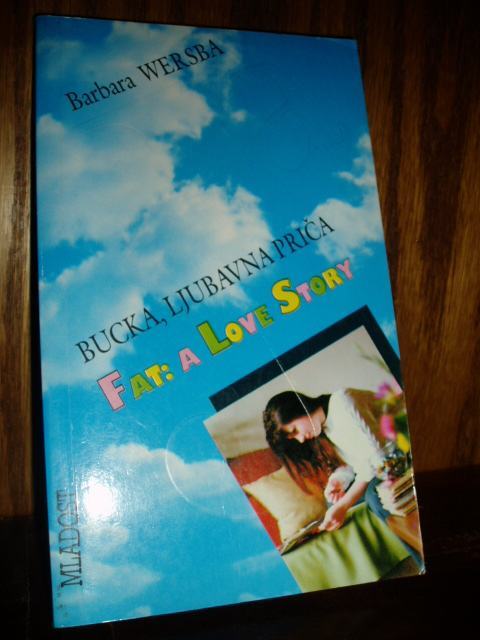 Barbara WERSBA
BUCKA, LJUBAVNA PRIČA
FAT: A LOVE STORY
MLADOST